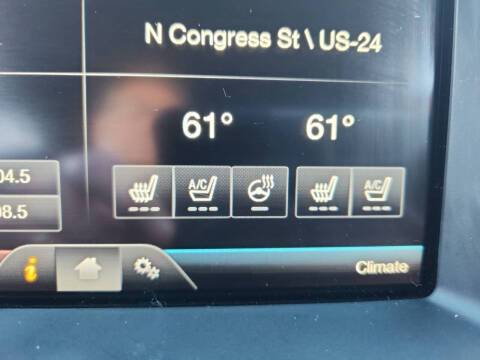 N Congress St \ US-24
61° 61°
04.5
A/C A/C
08.5
i
Climate